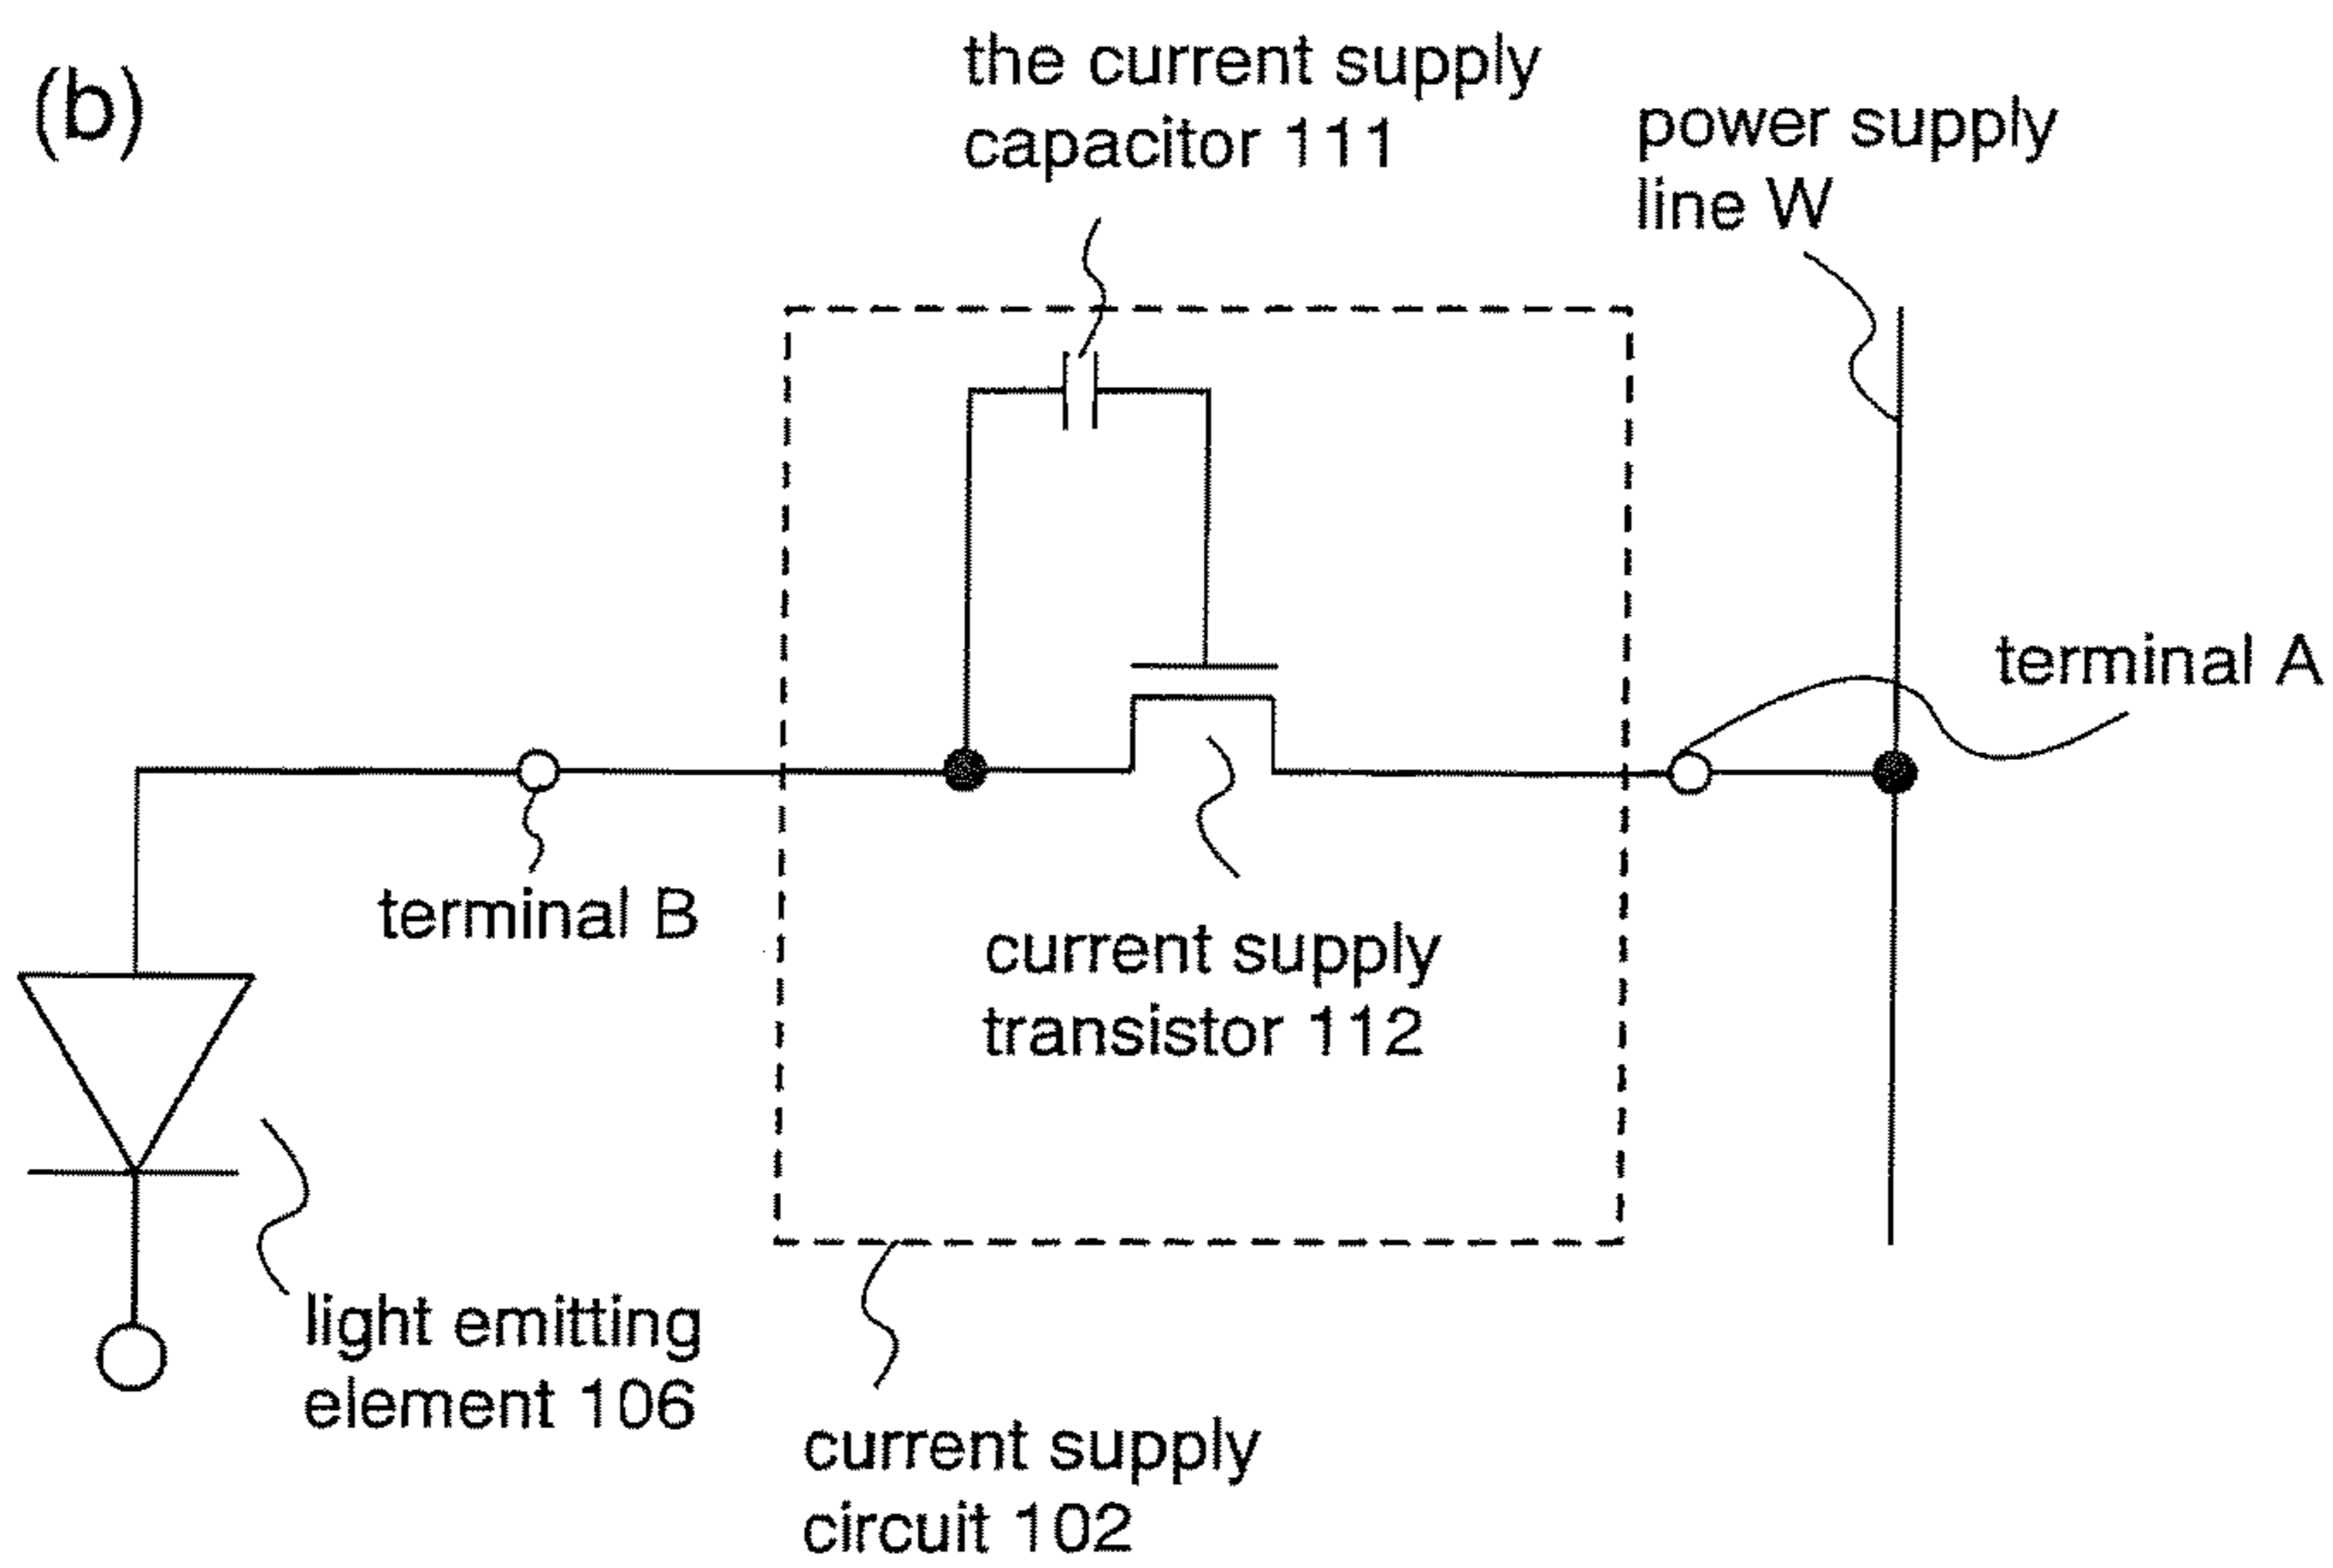 (b)
the current supply
capacitor 111
power supply
line W
terminal A
terminal B
current supply
transistor 112
light emitting
element 106
current supply
circuit 102